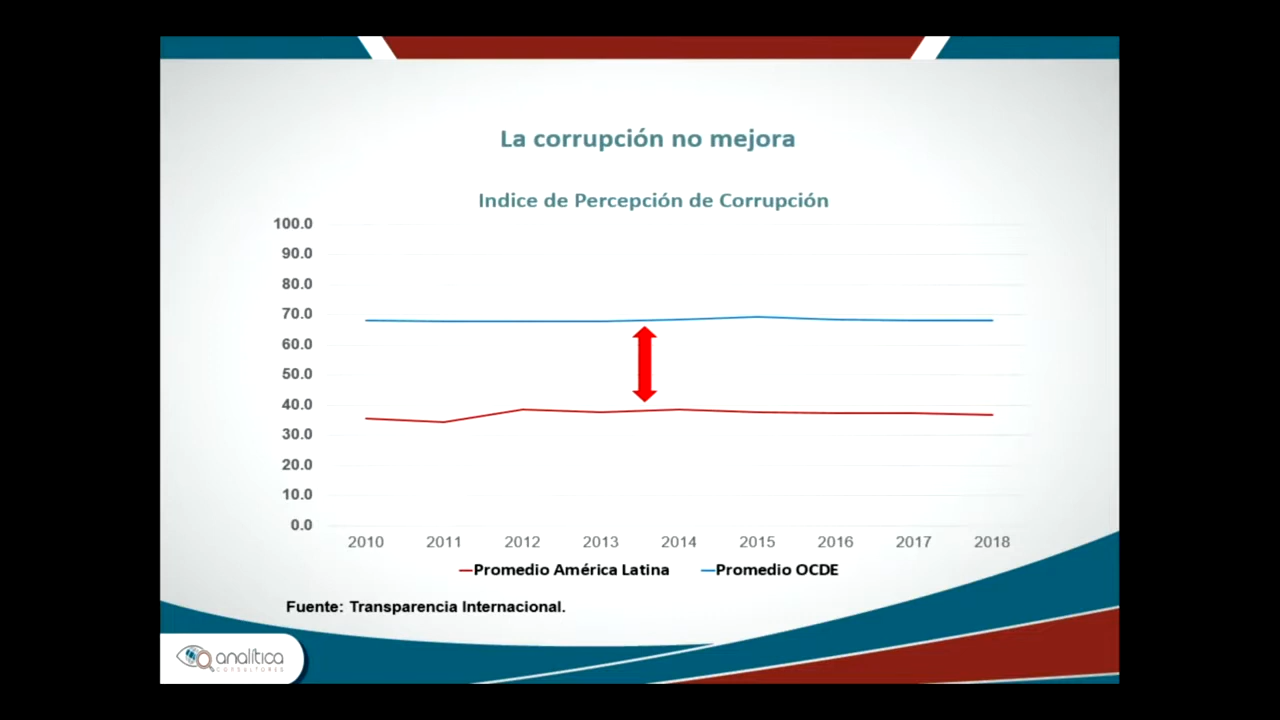 La corrupción no mejora
Indice de Percepción de Corrupción
100.0
90.0
80.0
70.0
60.0
50.0
40.0
30.0
20.0
10.0
0.0
2010 2011 2012 2013 2014 2015 2016 2017 2018
Promedio América Latina Promedio OCDE
Fuente: Transparencia Internacional.
analítica
CONSULTORES